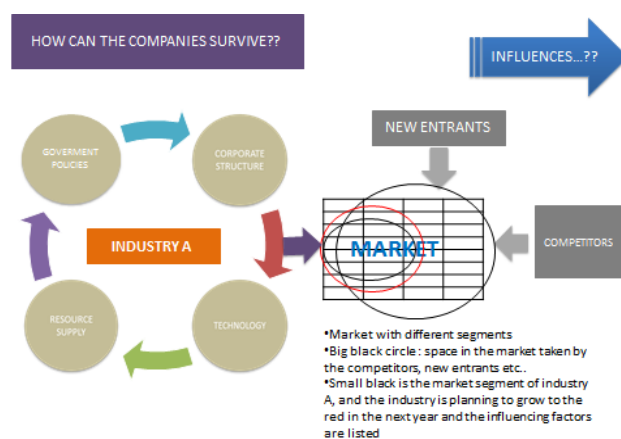 HOW CAN THE COMPANIES SURVIVE??
INFLUENCES...??
NEW ENTRANTS
GOVERMENT
POLICIES
CORPORATE
STRUCTURE
INDUSTRY A
MARKET
COMPETITORS
RESOURCE
SUPPLY
TECHNOLOGY
•Market with different segments
•Big black circle : space in the market taken by
the competitors, new entrants etc..
•Small black is the market segment of industry
A, and the industry is planning to grow to the
red in the next year and the influencing factors
are listed